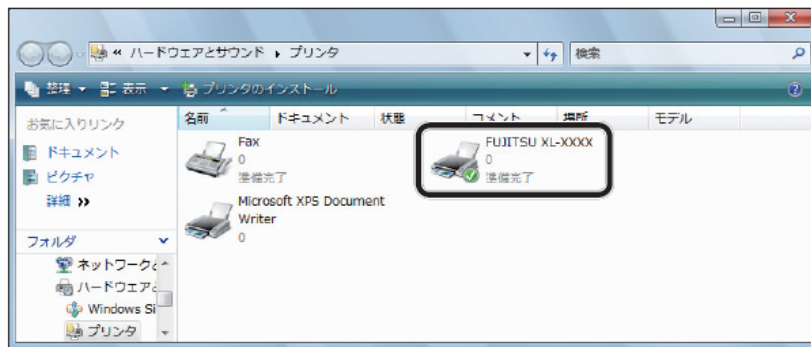 « ハードウェアとサウンド ▸ プリンタ
検索
整理 表示 プリンタのインストール
お気に入りリンク
ドキュメント
ピクチャ
詳細 »
フォルダ
ネットワークと
ハードウェアと
Windows Si
プリンタ
名前 ドキュメント 状態 コメント 場所 モデル
Fax
0
準備完了
FUJITSU XL-XXXX
0
準備完了
Microsoft XPS Document
Writer
0